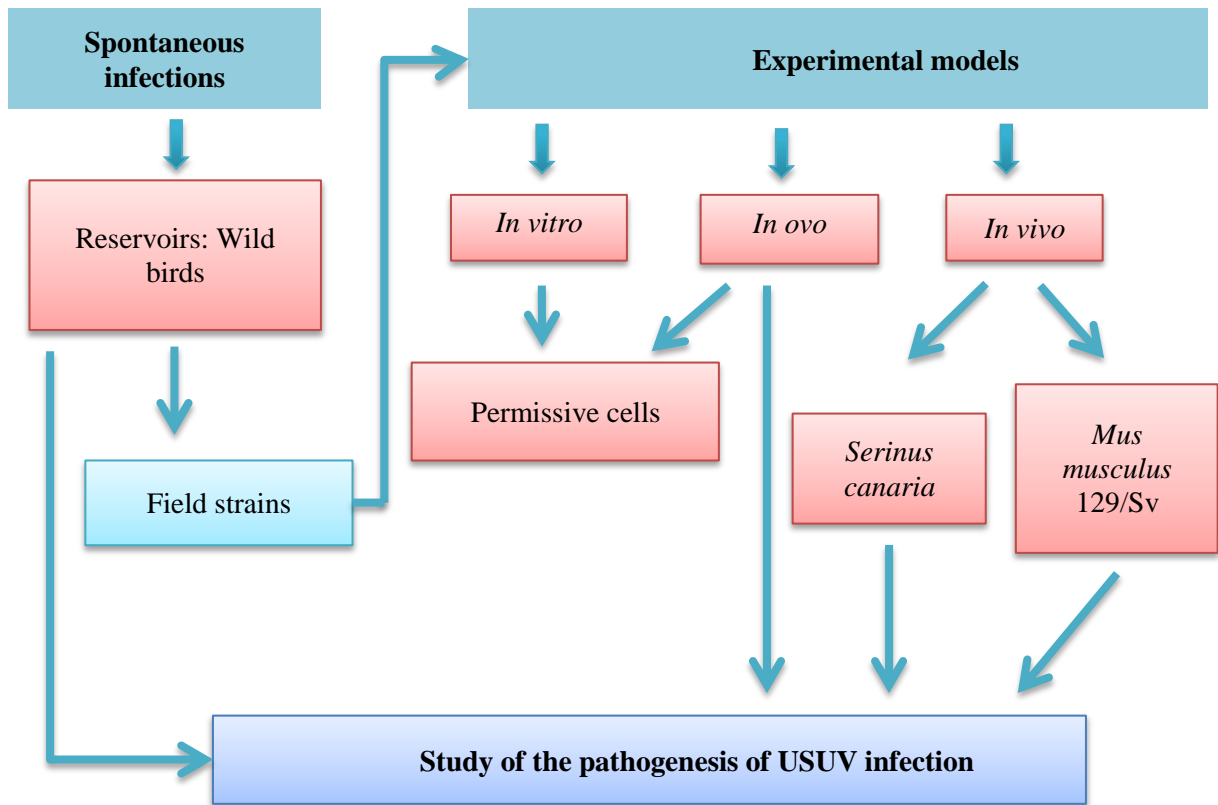 Spontaneous
infections
Experimental models
Reservoirs: Wild
birds
In vitro
In ovo
In vivo
Permissive cells
Serinus
canaria
Mus
musculus
129/Sv
Field strains
Study of the pathogenesis of USUV infection